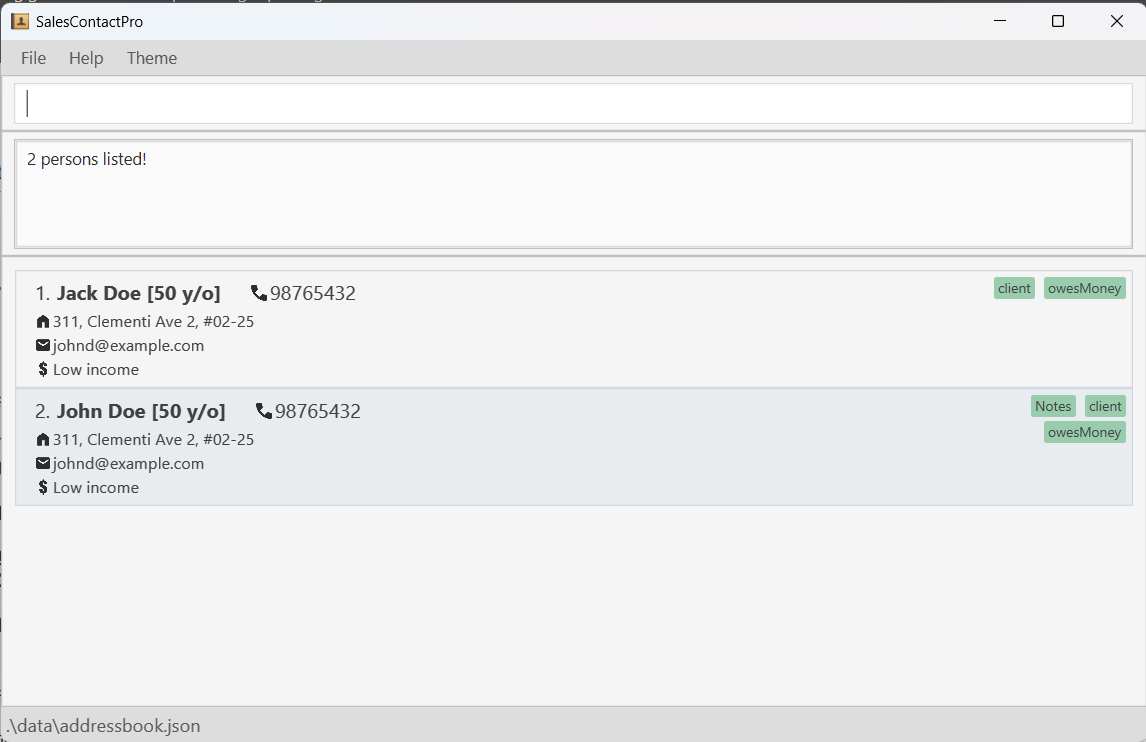 SalesContactPro
File Help Theme
2 persons listed!
1. Jack Doe [50 y/o] 98765432 client owesMoney
311, Clementi Ave 2, #02-25
johnd@example.com
$ Low income
2. John Doe [50 y/o] 98765432 Notes client
owesMoney
311, Clementi Ave 2, #02-25
johnd@example.com
$ Low income
.\data\addressbook.json